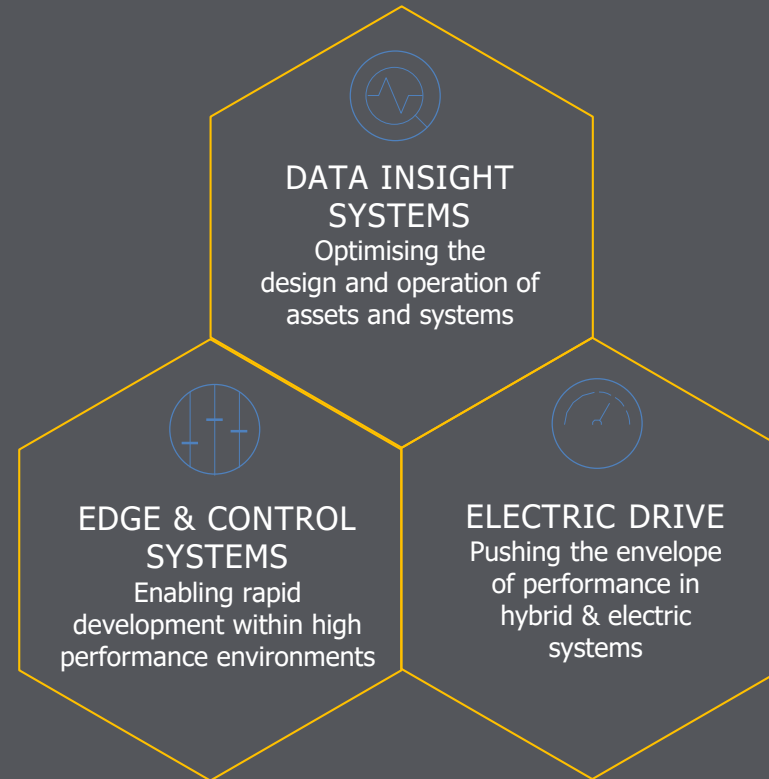 DATA INSIGHT
SYSTEMS
Optimising the
design and operation of
assets and systems
EDGE & CONTROL
SYSTEMS
Enabling rapid
development within high
performance environments
ELECTRIC DRIVE
Pushing the envelope
of performance in
hybrid & electric
systems